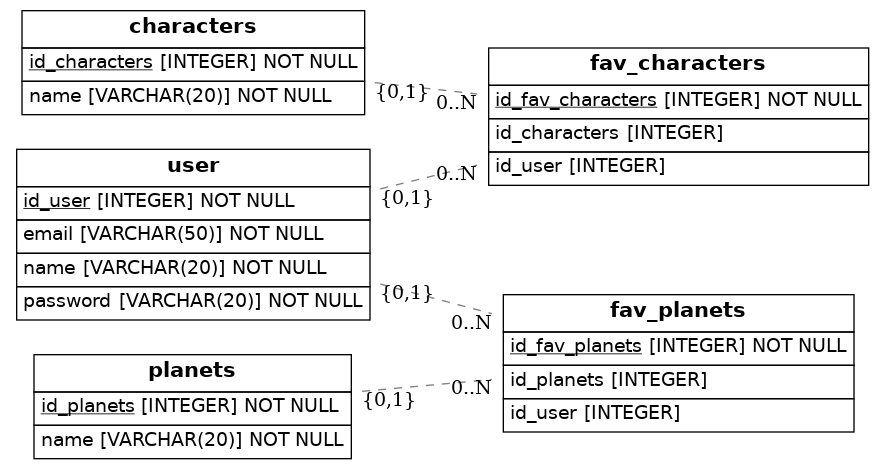 characters
id_characters [INTEGER] NOT NULL
name [VARCHAR(20)] NOT NULL
{0,1}
0..N
fav_characters
id_fav_characters [INTEGER] NOT NULL
id_characters [INTEGER]
id_user [INTEGER]
user
id_user [INTEGER] NOT NULL
email [VARCHAR(50)] NOT NULL
name [VARCHAR(20)] NOT NULL
password [VARCHAR(20)] NOT NULL
0..N
{0,1}
{0,1}
0..N
fav_planets
id_fav_planets [INTEGER] NOT NULL
id_planets [INTEGER]
id_user [INTEGER]
planets
id_planets [INTEGER] NOT NULL
name [VARCHAR(20)] NOT NULL
{0,1}
0..N